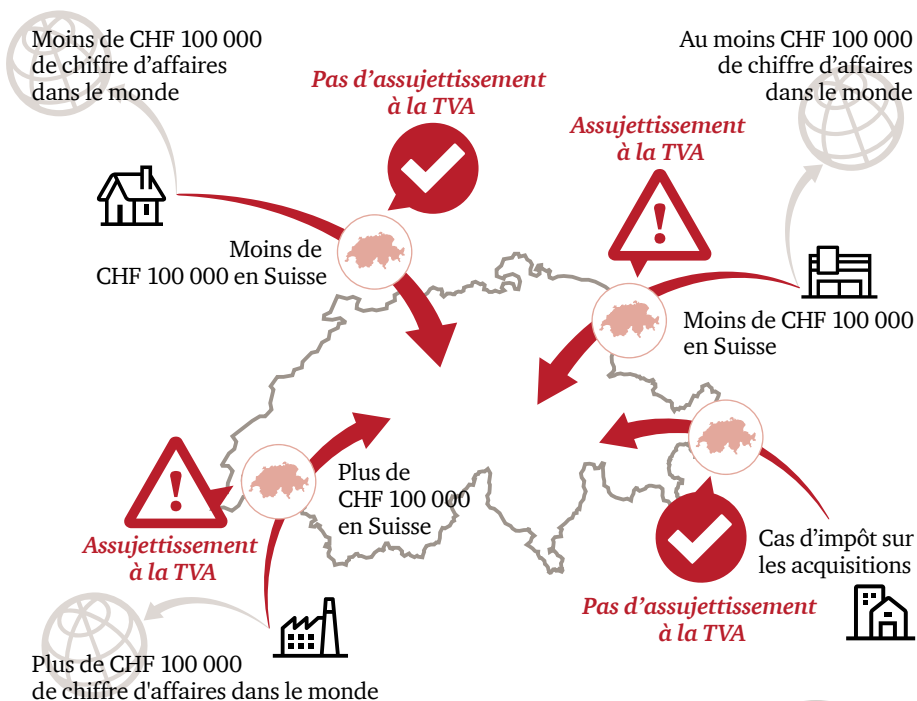 Moins de CHF 100 000
de chiffre d’affaires
dans le monde
Pas d’assujettissement
à la TVA
Moins de
CHF 100 000 en Suisse
Au moins CHF 100 000
de chiffre d’affaires
dans le monde
Assujettissement
à la TVA
!
Moins de CHF 100 000
en Suisse
!
Assujettissement
à la TVA
Plus de
CHF 100 000
en Suisse
Plus de CHF 100 000
de chiffre d'affaires dans le monde
Cas d’impôt sur
les acquisitions
Pas d’assujettissement
à la TVA